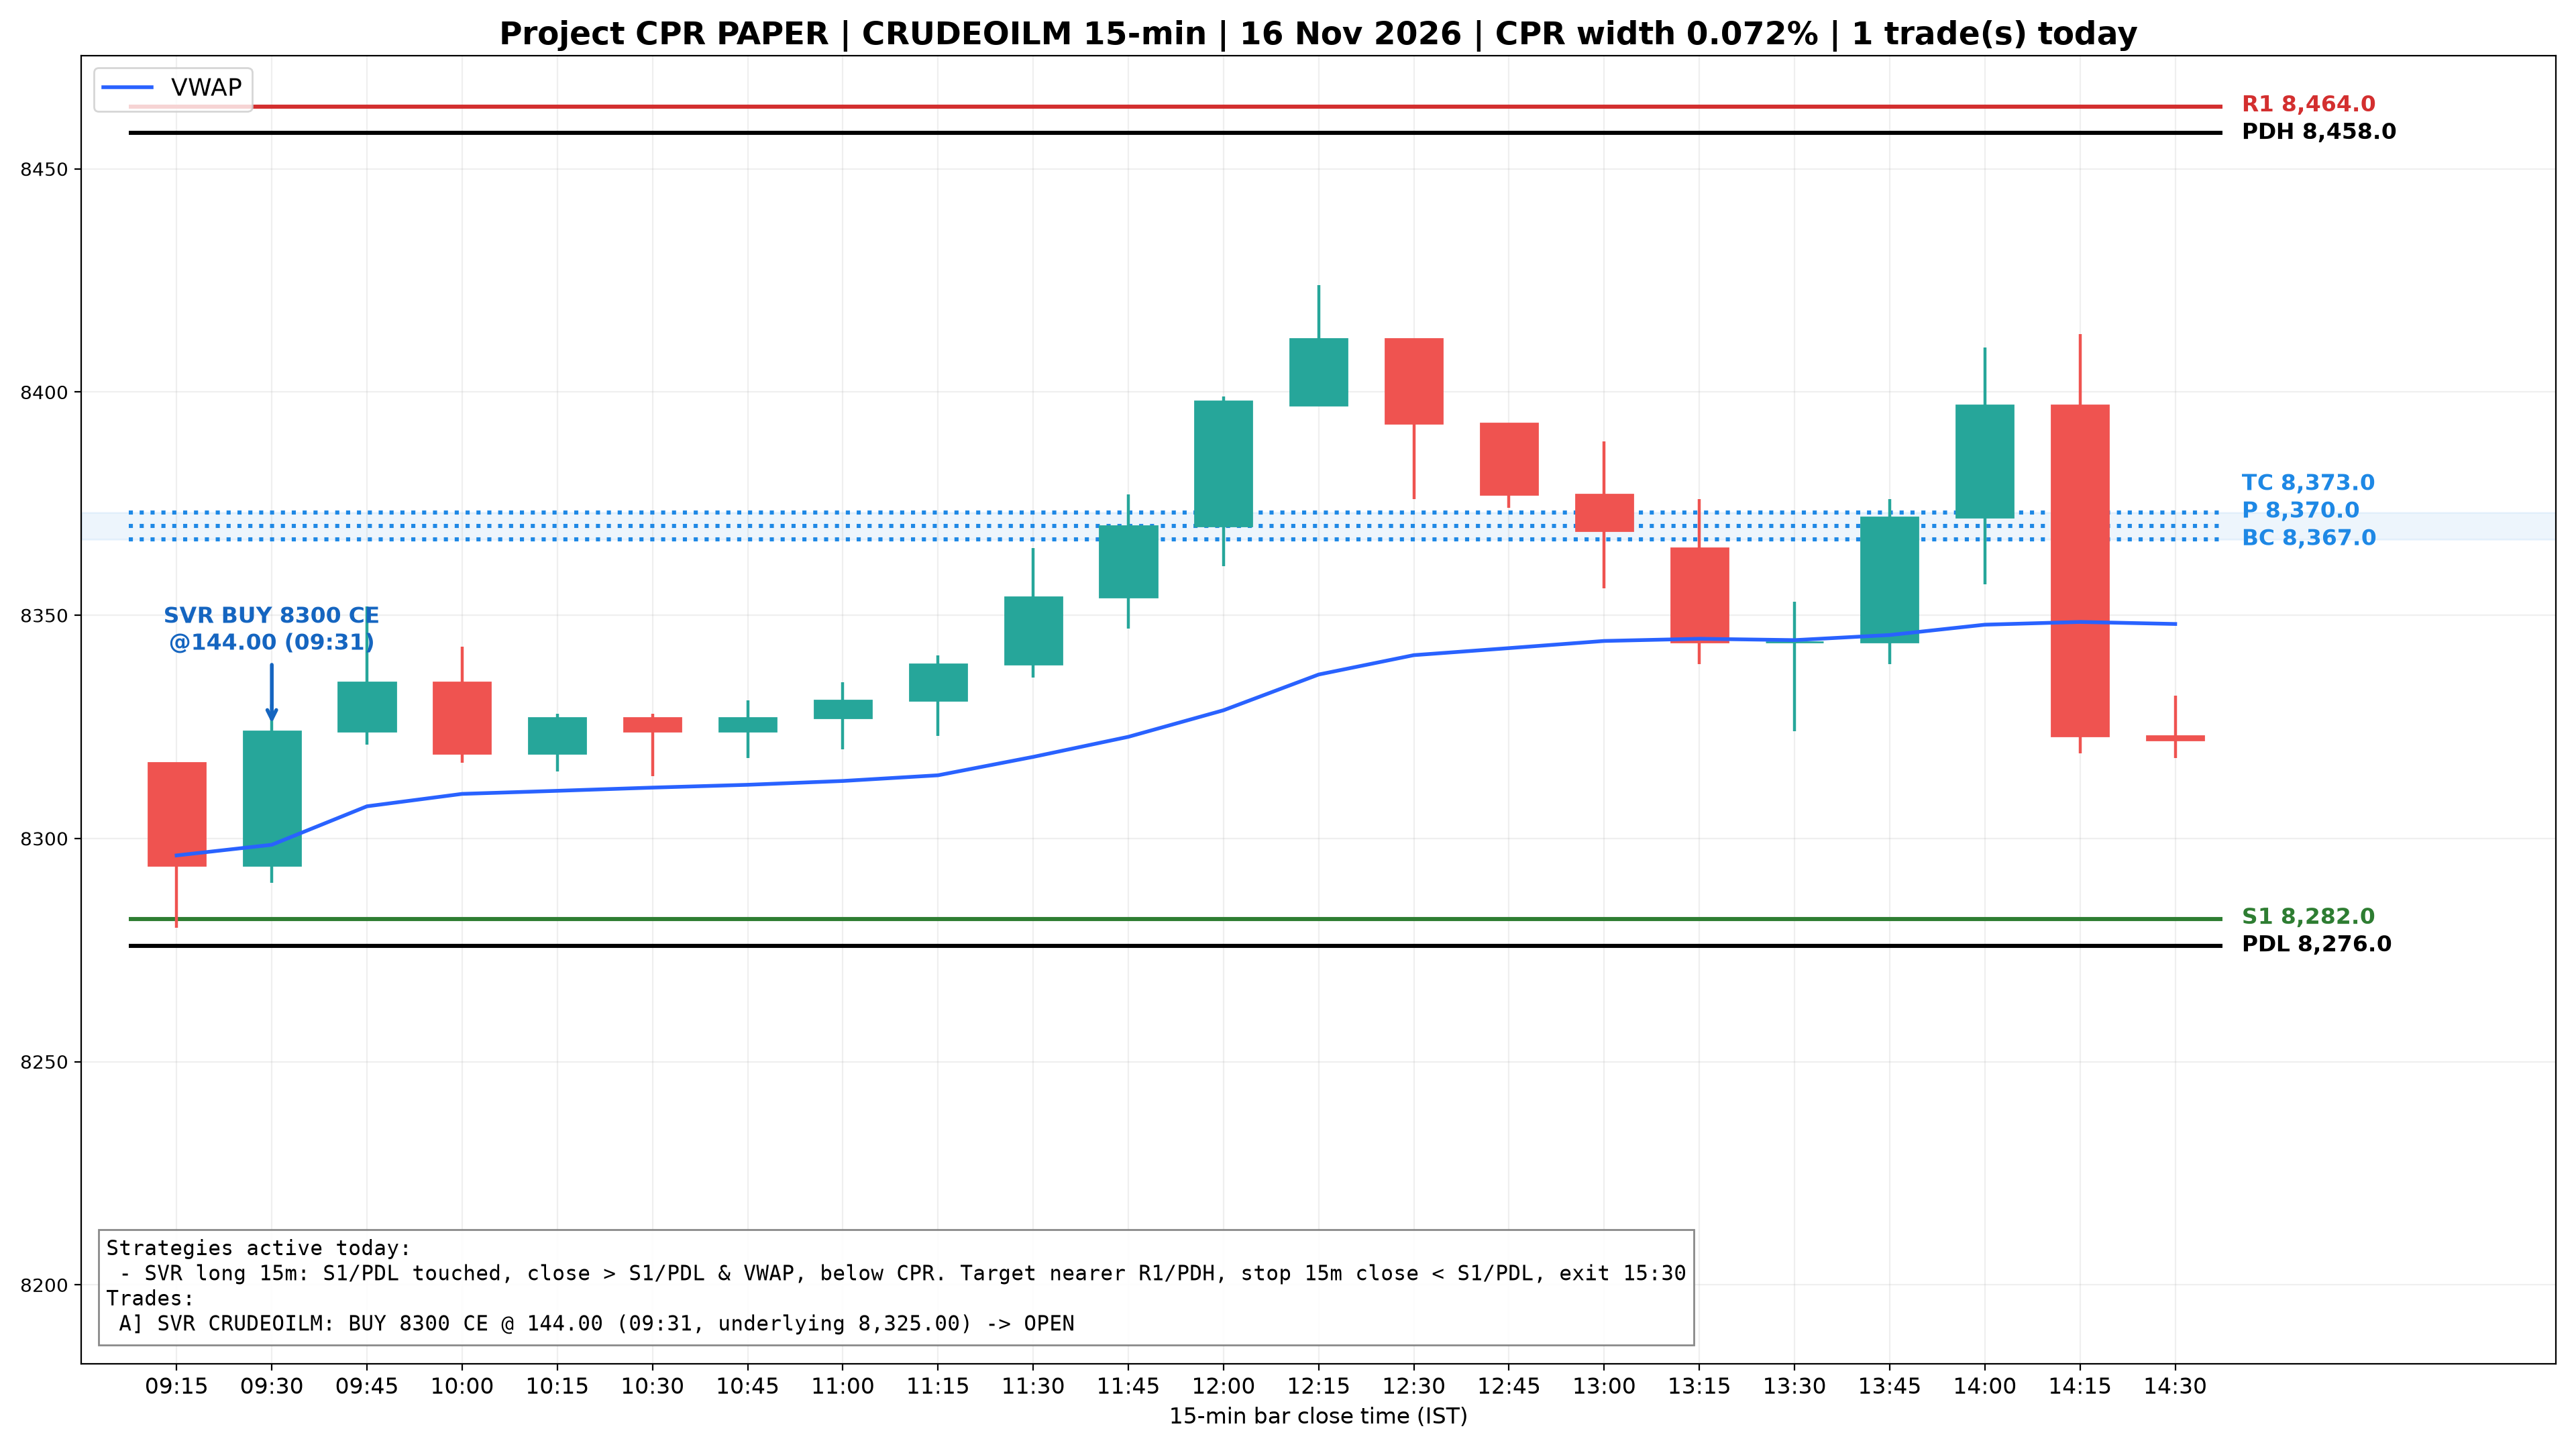 Project CPR PAPER | CRUDEOILM 15-min | 16 Nov 2026 | CPR width 0.072% | 1 trade(s) today
VWAP
R1 8,464.0
PDH 8,458.0
8450
8400
TC 8,373.0
P 8,370.0
BC 8,367.0
8350
SVR BUY 8300 CE
@144.00 (09:31)
8300
S1 8,282.0
PDL 8,276.0
8250
8200
Strategies active today:
- SVR long 15m: S1/PDL touched, close > S1/PDL & VWAP, below CPR. Target nearer R1/PDH, stop 15m close < S1/PDL, exit 15:30
Trades:
A] SVR CRUDEOILM: BUY 8300 CE @ 144.00 (09:31, underlying 8,325.00) -> OPEN
09:15 09:30 09:45 10:00 10:15 10:30 10:45 11:00 11:15 11:30 11:45 12:00 12:15 12:30 12:45 13:00 13:15 13:30 13:45 14:00 14:15 14:30
15-min bar close time (IST)